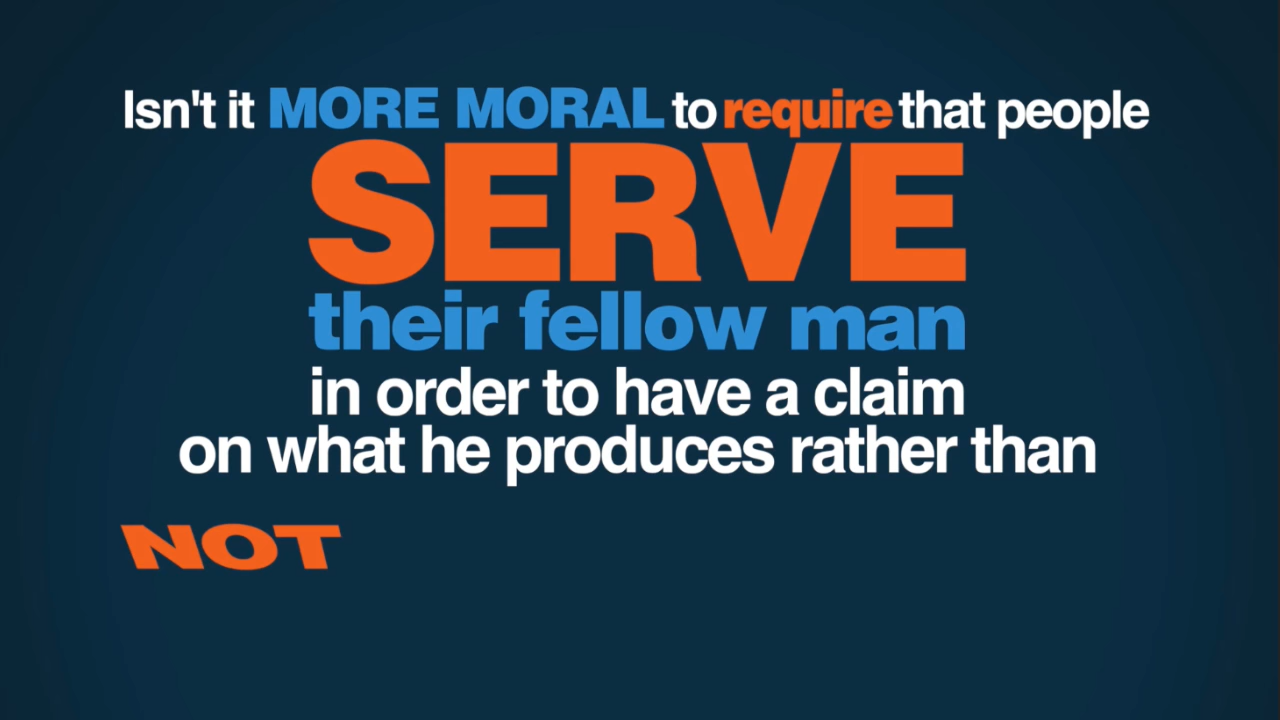 Isn't it MORE MORAL to require that people
SERVE
their fellow man
in order to have a claim
on what he produces rather than
NOT